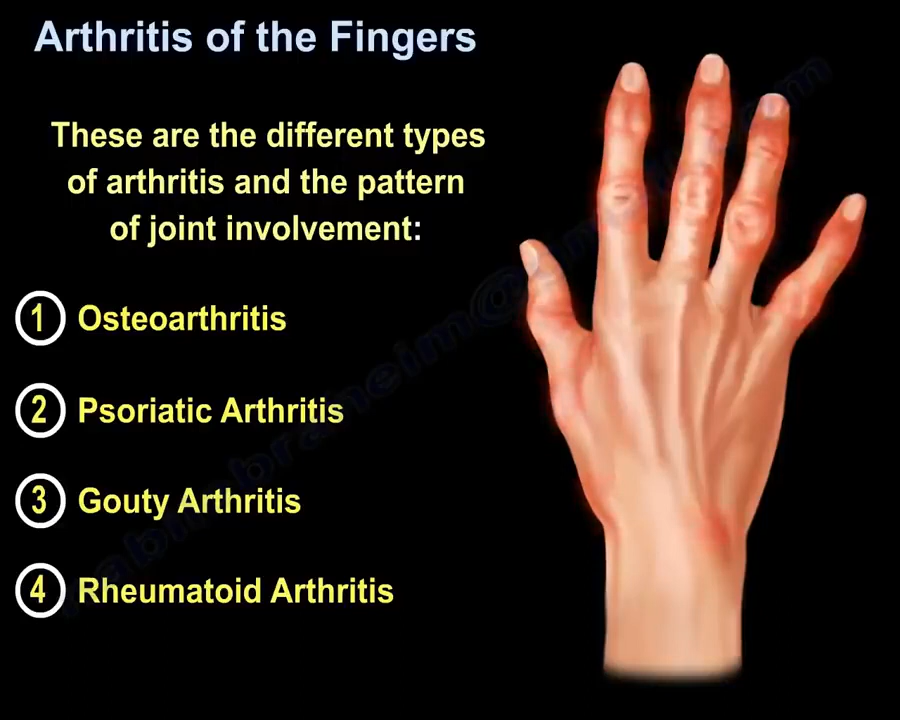 Arthritis of the Fingers
These are the different types
of arthritis and the pattern
of joint involvement:
1 Osteoarthritis
2 Psoriatic Arthritis
3 Gouty Arthritis
4 Rheumatoid Arthritis